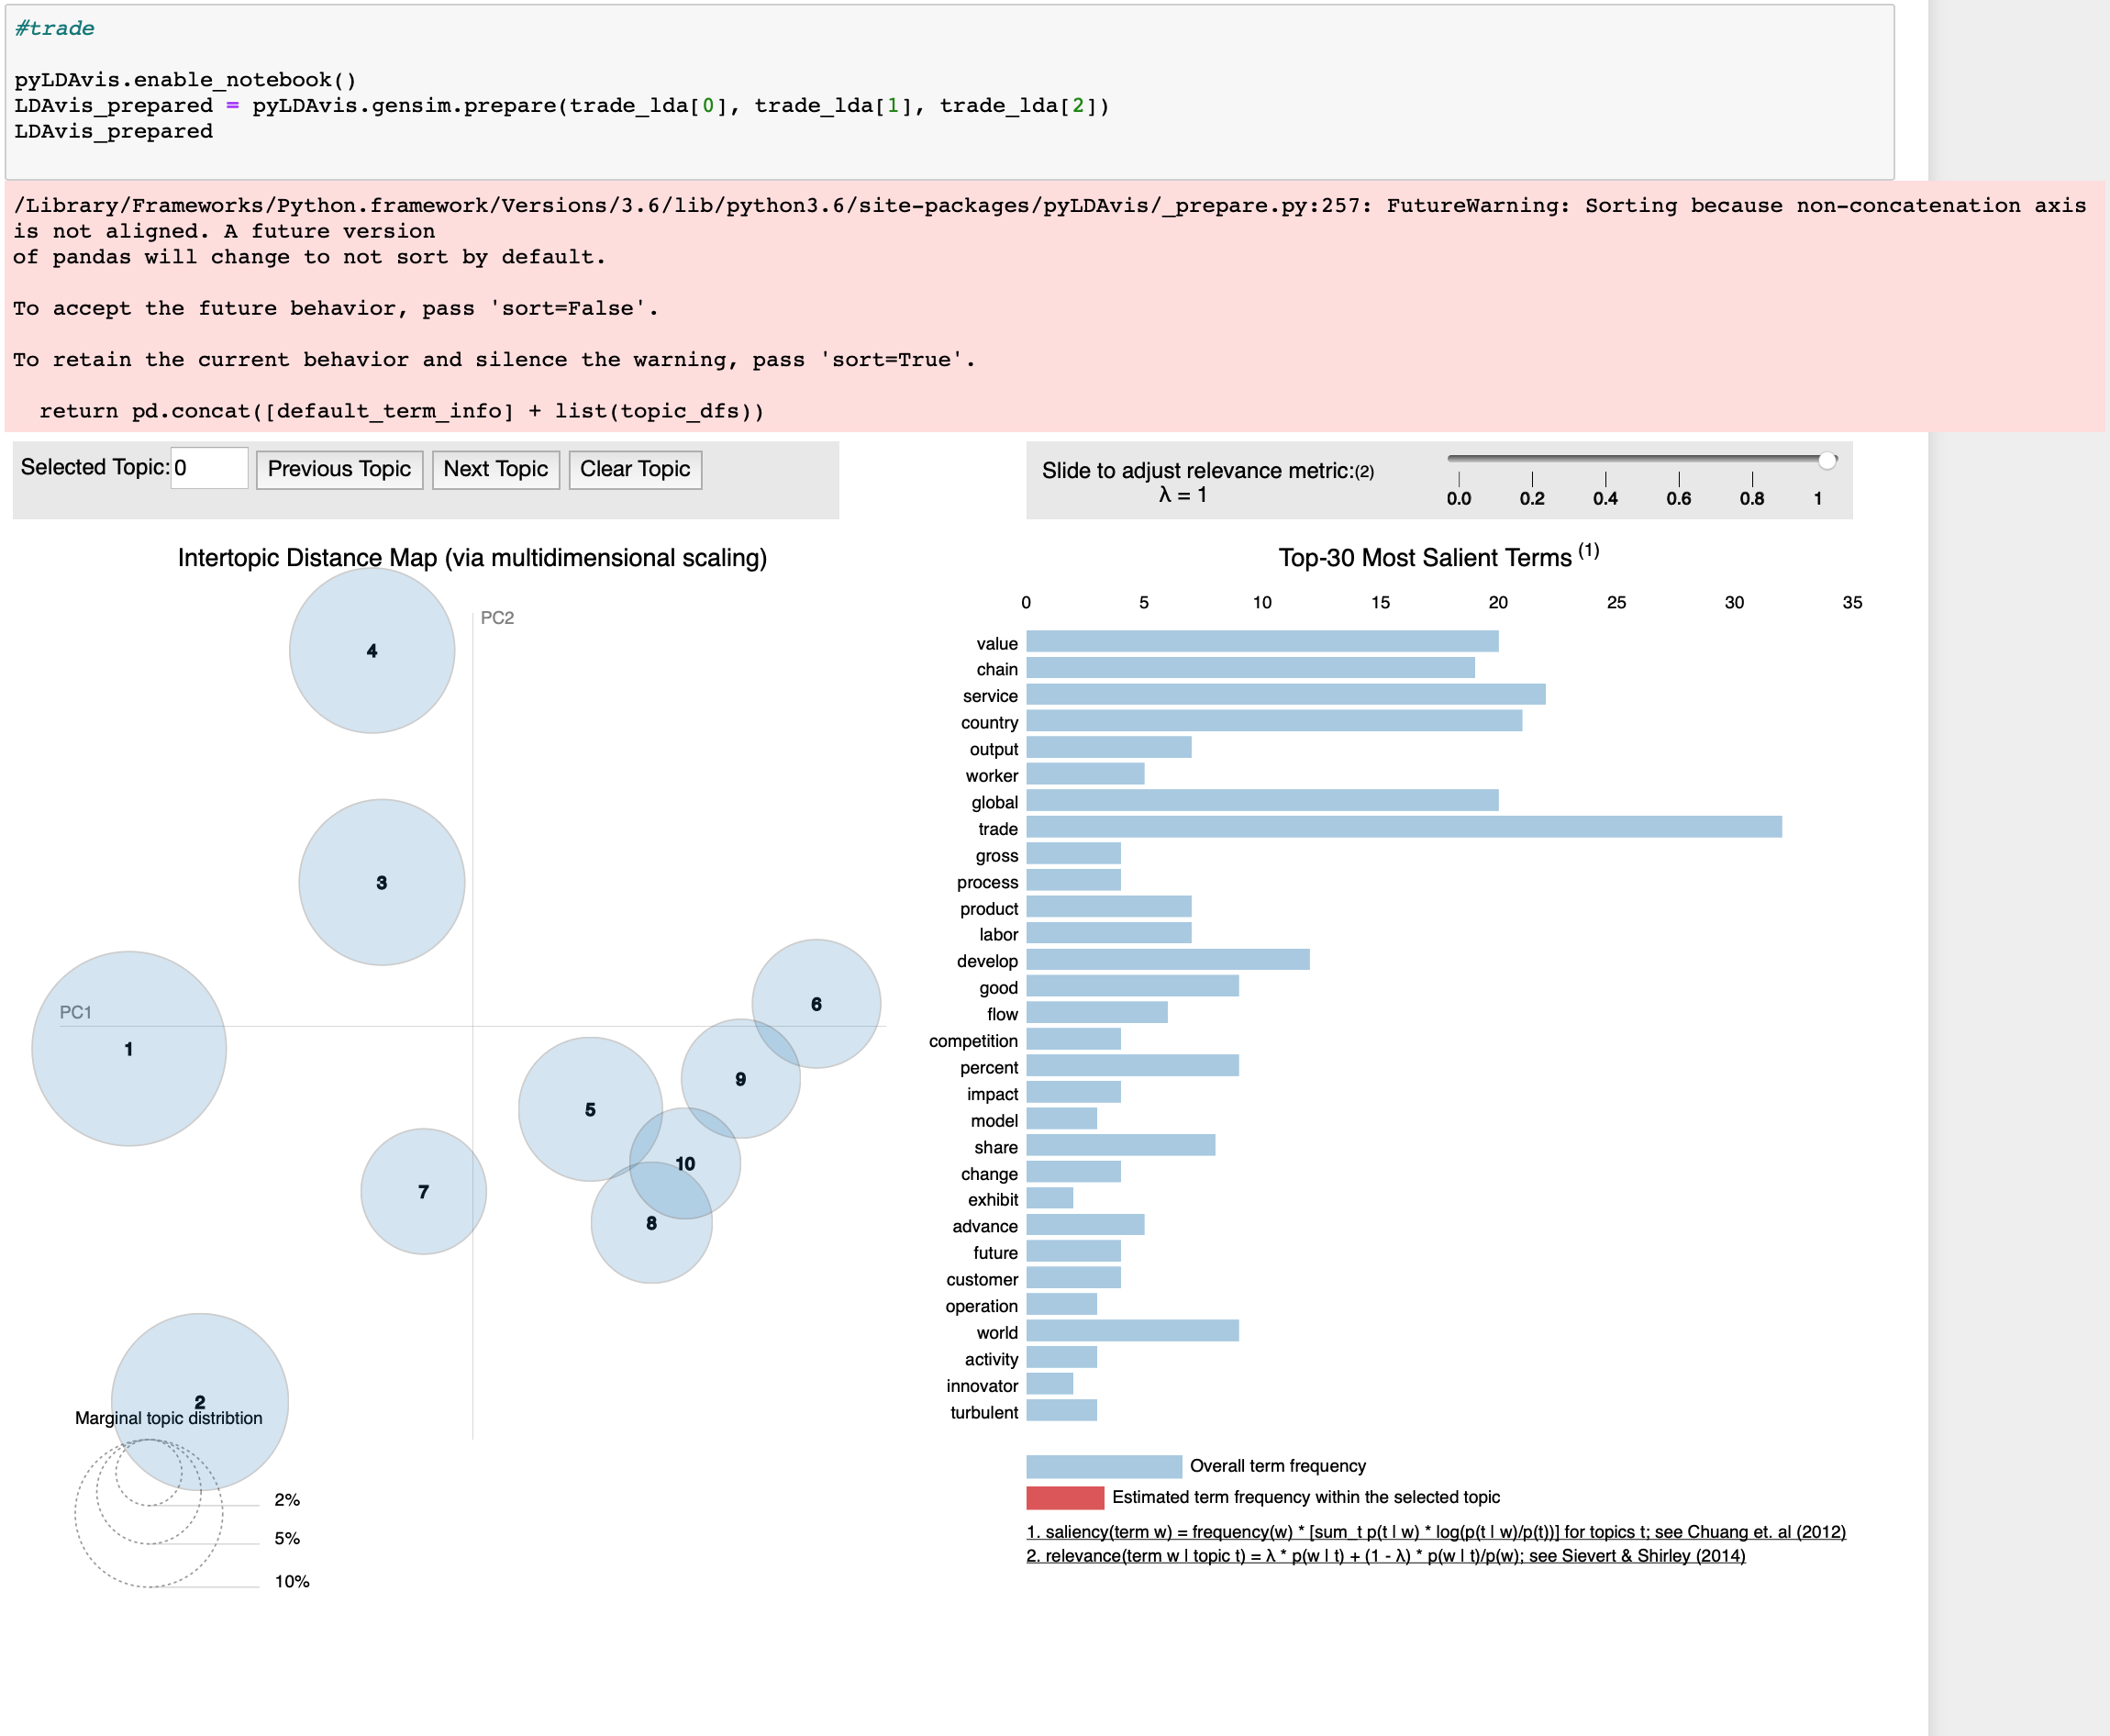 #trade
pyLDAvis.enable_notebook()
LDAvis_prepared = pyLDAvis.gensim.prepare(trade_lda[0], trade_lda[1], trade_lda[2])
LDAvis_prepared
/Library/Frameworks/Python.framework/Versions/3.6/lib/python3.6/site-packages/pyLDAvis/_prepare.py:257: FutureWarning: Sorting because non-concatenation axis
is not aligned. A future version
of pandas will change to not sort by default.
To accept the future behavior, pass 'sort=False'.
To retain the current behavior and silence the warning, pass 'sort=True'.
return pd.concat([default_term_info] + list(topic_dfs))
Selected Topic: 0 Previous Topic Next Topic Clear Topic
Slide to adjust relevance metric:(2)
λ = 1
0.0 0.2 0.4 0.6 0.8 1
Intertopic Distance Map (via multidimensional scaling)
PC2
4
3
6
PC1
1
9
5
10
7
8
2
Marginal topic distribtion
2%
5%
10%
Top-30 Most Salient Terms (1)
0 5 10 15 20 25 30 35
value
chain
service
country
output
worker
global
trade
gross
process
product
labor
develop
good
flow
competition
percent
impact
model
share
change
exhibit
advance
future
customer
operation
world
activity
innovator
turbulent
Overall term frequency
Estimated term frequency within the selected topic
1. saliency(term w) = frequency(w) * [sum_t p(t | w) * log(p(t | w)/p(t))] for topics t; see Chuang et. al (2012)
2. relevance(term w | topic t) = λ * p(w | t) + (1 - λ) * p(w | t)/p(w); see Sievert & Shirley (2014)